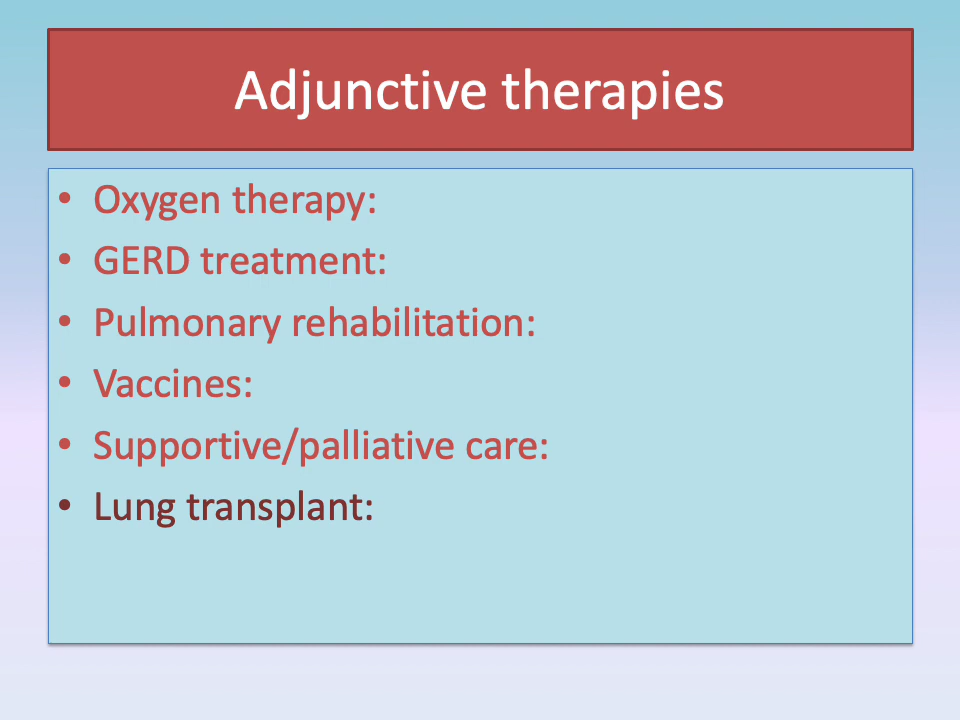 Adjunctive therapies
• Oxygen therapy:
• GERD treatment:
• Pulmonary rehabilitation:
• Vaccines:
• Supportive/palliative care:
• Lung transplant: